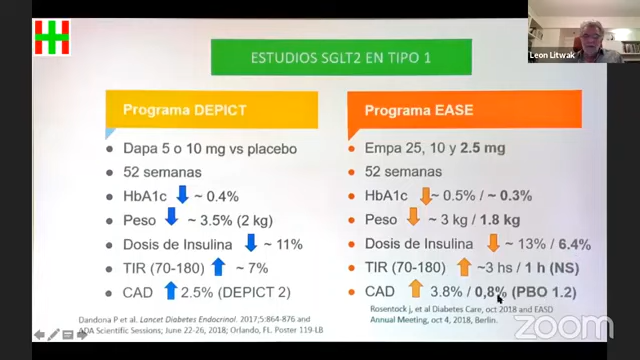 Leon Litwak
ESTUDIOS SGLT2 EN TIPO 1
Programa DEPICT
• Dapa 5 o 10 mg vs placebo
• 52 semanas
• HbA1c ~ 0.4%
• Peso ~ 3.5% (2 kg)
• Dosis de Insulina ~ 11%
• TIR (70-180) ~ 7%
• CAD 2.5% (DEPICT 2)
Dandona P et al. Lancet Diabetes Endocrinol. 2017;5:864-876 and
ADA Scientific Sessions; June 22-26, 2018; Orlando, FL. Poster 119-LB
Programa EASE
• Empa 25, 10 y 2.5 mg
• 52 semanas
• HbA1c ~ 0.5% / ~ 0.3%
• Peso ~ 3 kg / 1.8 kg
• Dosis de Insulina ~ 13% / 6.4%
• TIR (70-180) ~3 hs / 1 h (NS)
• CAD 3.8% / 0,8% (PBO 1.2)
Rosentock j, et al Diabetes Care, oct 2018 and EASD
Annual Meeting, oct 4, 2018, Berlin.
zoom